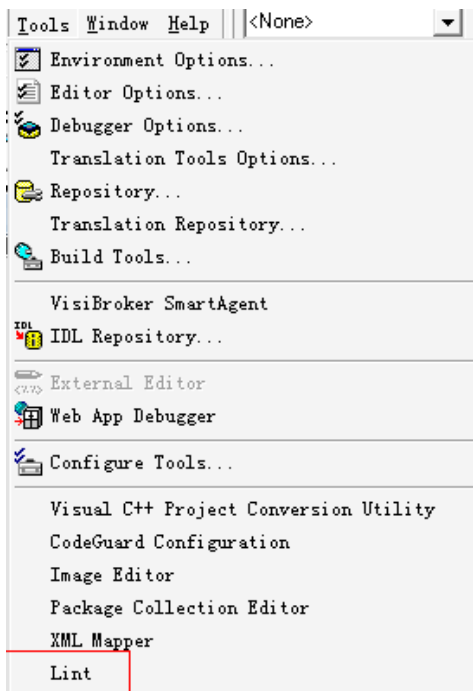 Tools Window Help <None>
Environment Options...
Editor Options...
Debugger Options...
Translation Tools Options...
Repository...
Translation Repository...
Build Tools...
VisiBroker SmartAgent
IDL Repository...
External Editor
Web App Debugger
Configure Tools...
Visual C++ Project Conversion Utility
CodeGuard Configuration
Image Editor
Package Collection Editor
XML Mapper
Lint